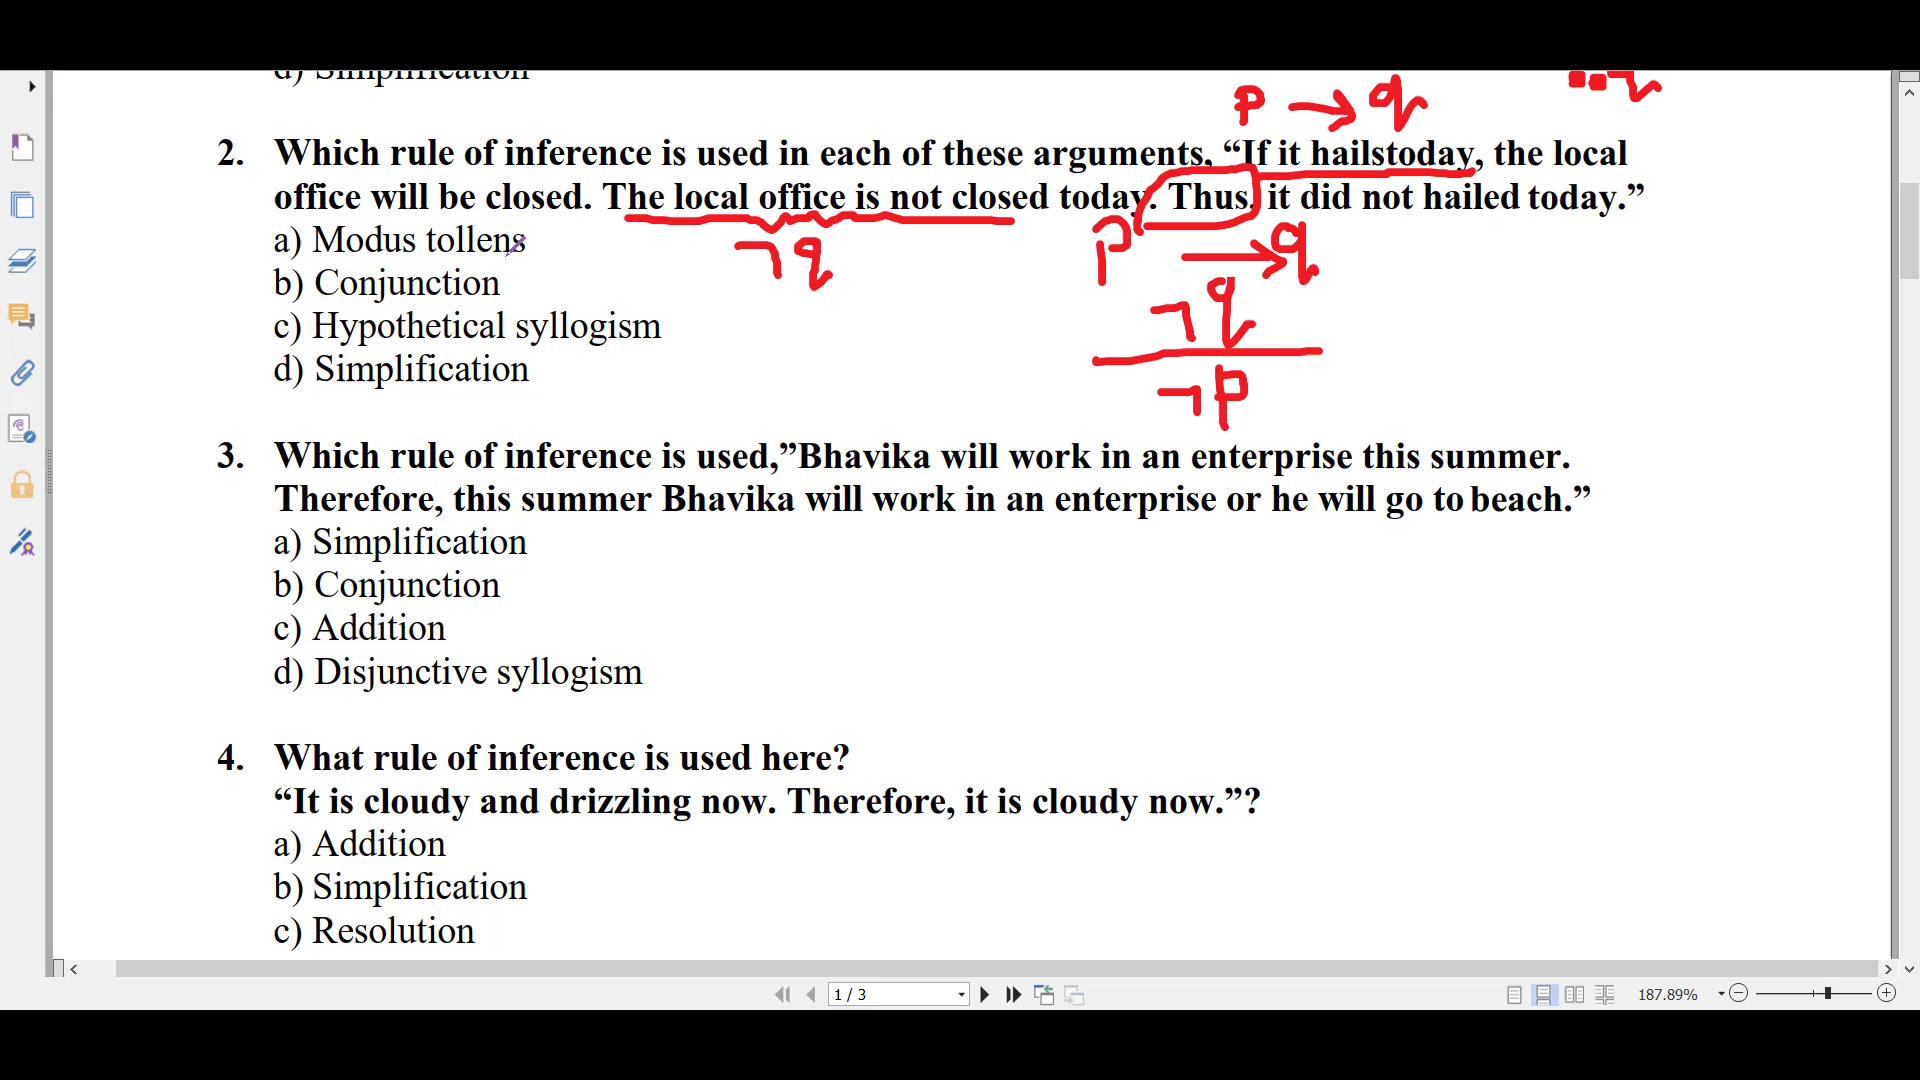 d) Simplification
p → q
2. Which rule of inference is used in each of these arguments, “If it hailstoday, the local
office will be closed. The local office is not closed today. Thus, it did not hailed today.”
a) Modus tollens
¬q
p → q
b) Conjunction
¬q
c) Hypothetical syllogism
d) Simplification
¬p
3. Which rule of inference is used,”Bhavika will work in an enterprise this summer.
Therefore, this summer Bhavika will work in an enterprise or he will go to beach.”
a) Simplification
b) Conjunction
c) Addition
d) Disjunctive syllogism
4. What rule of inference is used here?
“It is cloudy and drizzling now. Therefore, it is cloudy now.”?
a) Addition
b) Simplification
c) Resolution
1 / 3
187.89%